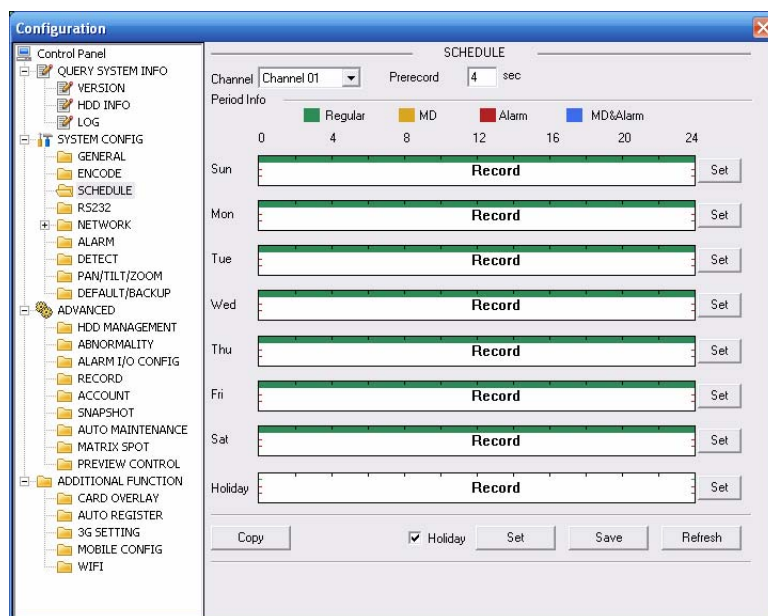 Configuration
Control Panel
QUERY SYSTEM INFO
VERSION
HDD INFO
LOG
SYSTEM CONFIG
GENERAL
ENCODE
SCHEDULE
RS232
NETWORK
ALARM
DETECT
PAN/TILT/ZOOM
DEFAULT/BACKUP
ADVANCED
HDD MANAGEMENT
ABNORMALITY
ALARM I/O CONFIG
RECORD
ACCOUNT
SNAPSHOT
AUTO MAINTENANCE
MATRIX SPOT
PREVIEW CONTROL
ADDITIONAL FUNCTION
CARD OVERLAY
AUTO REGISTER
3G SETTING
MOBILE CONFIG
WIFI
SCHEDULE
Channel Channel 01 Prerecord 4 sec
Period Info
Regular MD Alarm MD&Alarm
0 4 8 12 16 20 24
Sun Record Set
Mon Record Set
Tue Record Set
Wed Record Set
Thu Record Set
Fri Record Set
Sat Record Set
Holiday Record Set
Copy Holiday Set Save Refresh